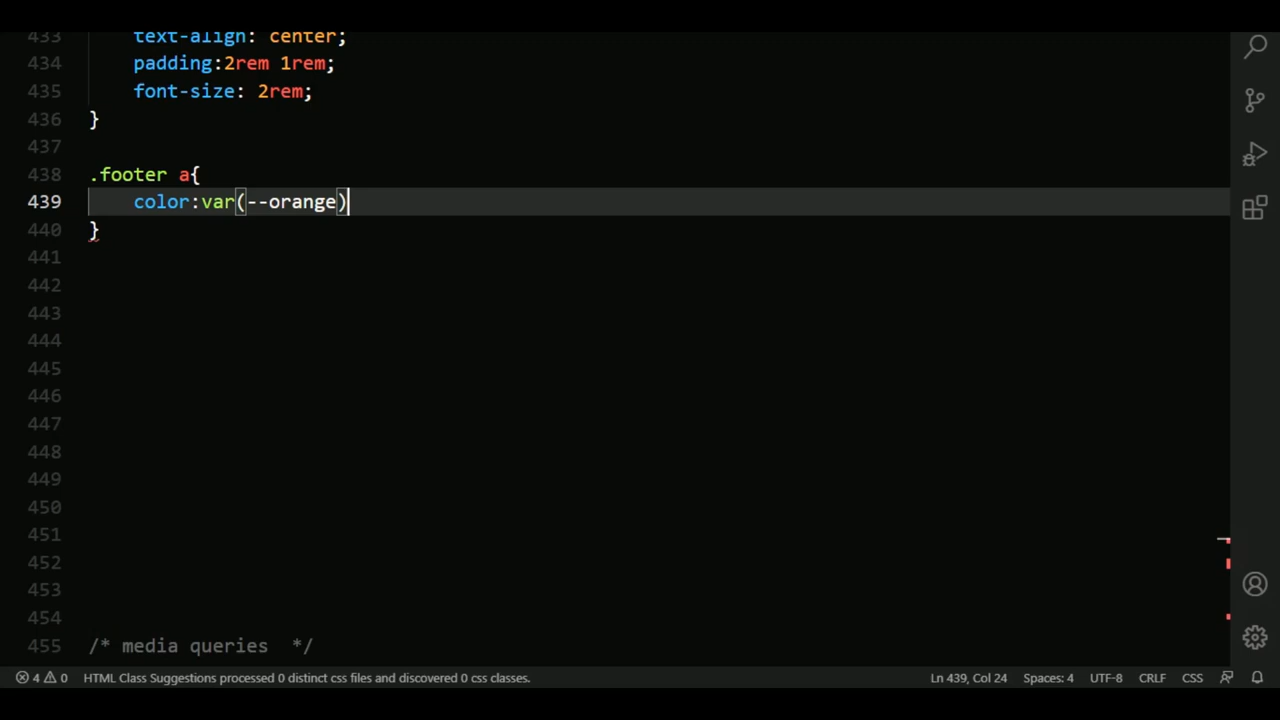 433 text-align: center;
434 padding:2rem 1rem;
435 font-size: 2rem;
436 }
437
438 .footer a{
439 color:var(--orange)
440 }
441
442
443
444
445
446
447
448
449
450
451
452
453
454
455 /* media queries  */
4 0 HTML Class Suggestions processed 0 distinct css files and discovered 0 css classes. Ln 439, Col 24 Spaces: 4 UTF-8 CRLF CSS